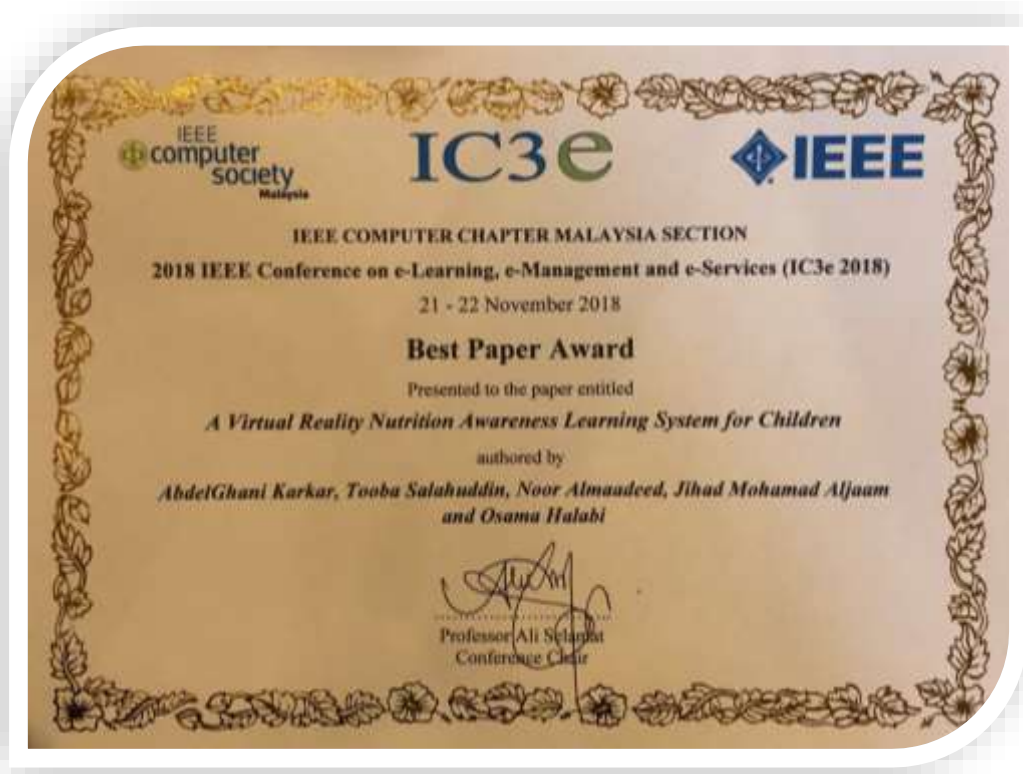 IEEE
computer
society
Malaysia
IC3e
IEEE
IEEE COMPUTER CHAPTER MALAYSIA SECTION
2018 IEEE Conference on e-Learning, e-Management and e-Services (IC3e 2018)
21 - 22 November 2018
Best Paper Award
Presented to the paper entitled
A Virtual Reality Nutrition Awareness Learning System for Children
authored by
AbdelGhani Karkar, Tooba Salahuddin, Noor Almaadeed, Jihad Mohamad Aljaam
and Osama Halabi
Professor Ali Selamat
Conference Chair